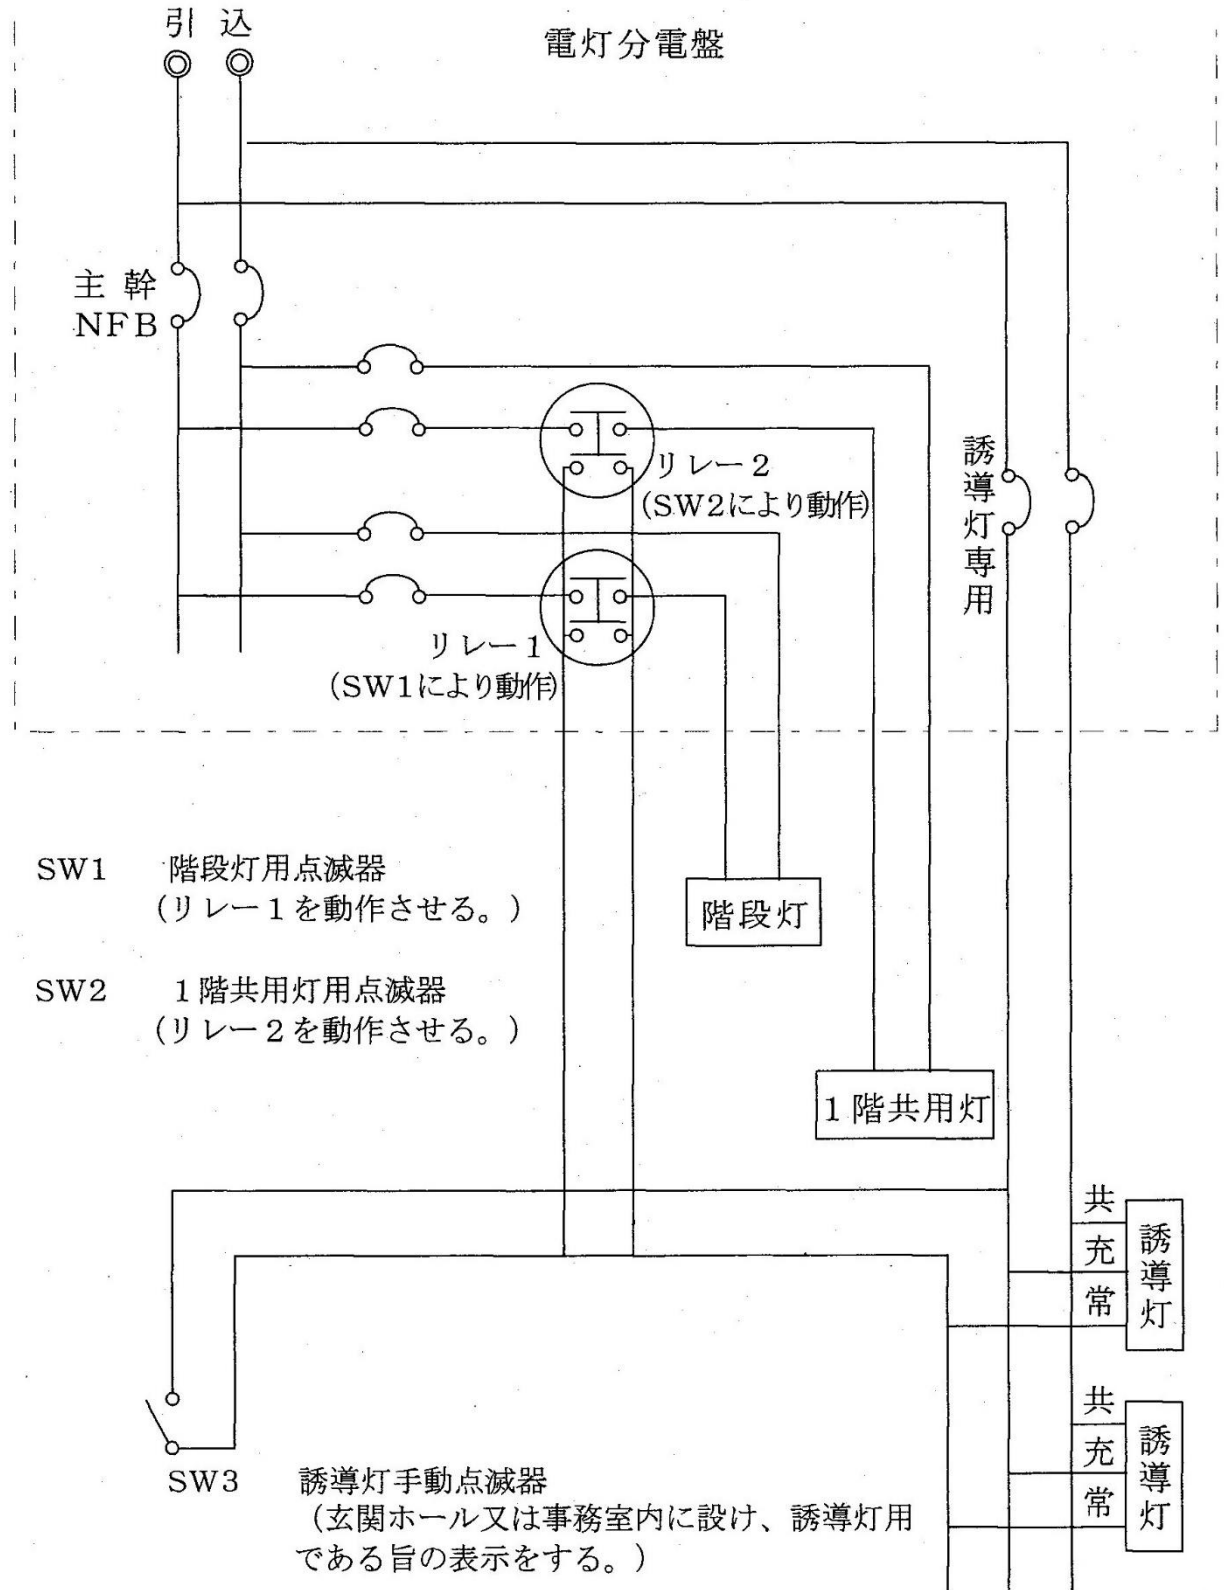 引 込
電灯分電盤
主 幹
NFB
リレー2
(SW2により動作)
誘導灯専用
リレー1
(SW1により動作)
SW1 階段灯用点滅器
(リレー1を動作させる。)
階段灯
SW2 1階共用灯用点滅器
(リレー2を動作させる。)
1階共用灯
共
充
常
誘導灯
共
充
常
誘導灯
SW3 誘導灯手動点滅器
(玄関ホール又は事務室内に設け、誘導灯用
である旨の表示をする。)